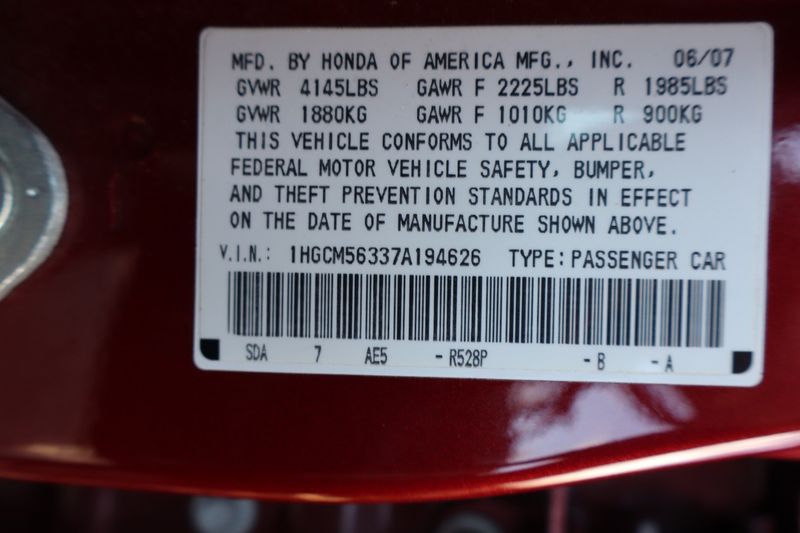 MFD. BY HONDA OF AMERICA MFG., INC. 06/07
GVWR 4145LBS GAWR F 2225LBS R 1985LBS
GVWR 1880KG GAWR F 1010KG R 900KG
THIS VEHICLE CONFORMS TO ALL APPLICABLE
FEDERAL MOTOR VEHICLE SAFETY, BUMPER,
AND THEFT PREVENTION STANDARDS IN EFFECT
ON THE DATE OF MANUFACTURE SHOWN ABOVE.
V.I.N.: 1HGCM56337A194626 TYPE: PASSENGER CAR
SDA 7 AE5 - R528P - B - A